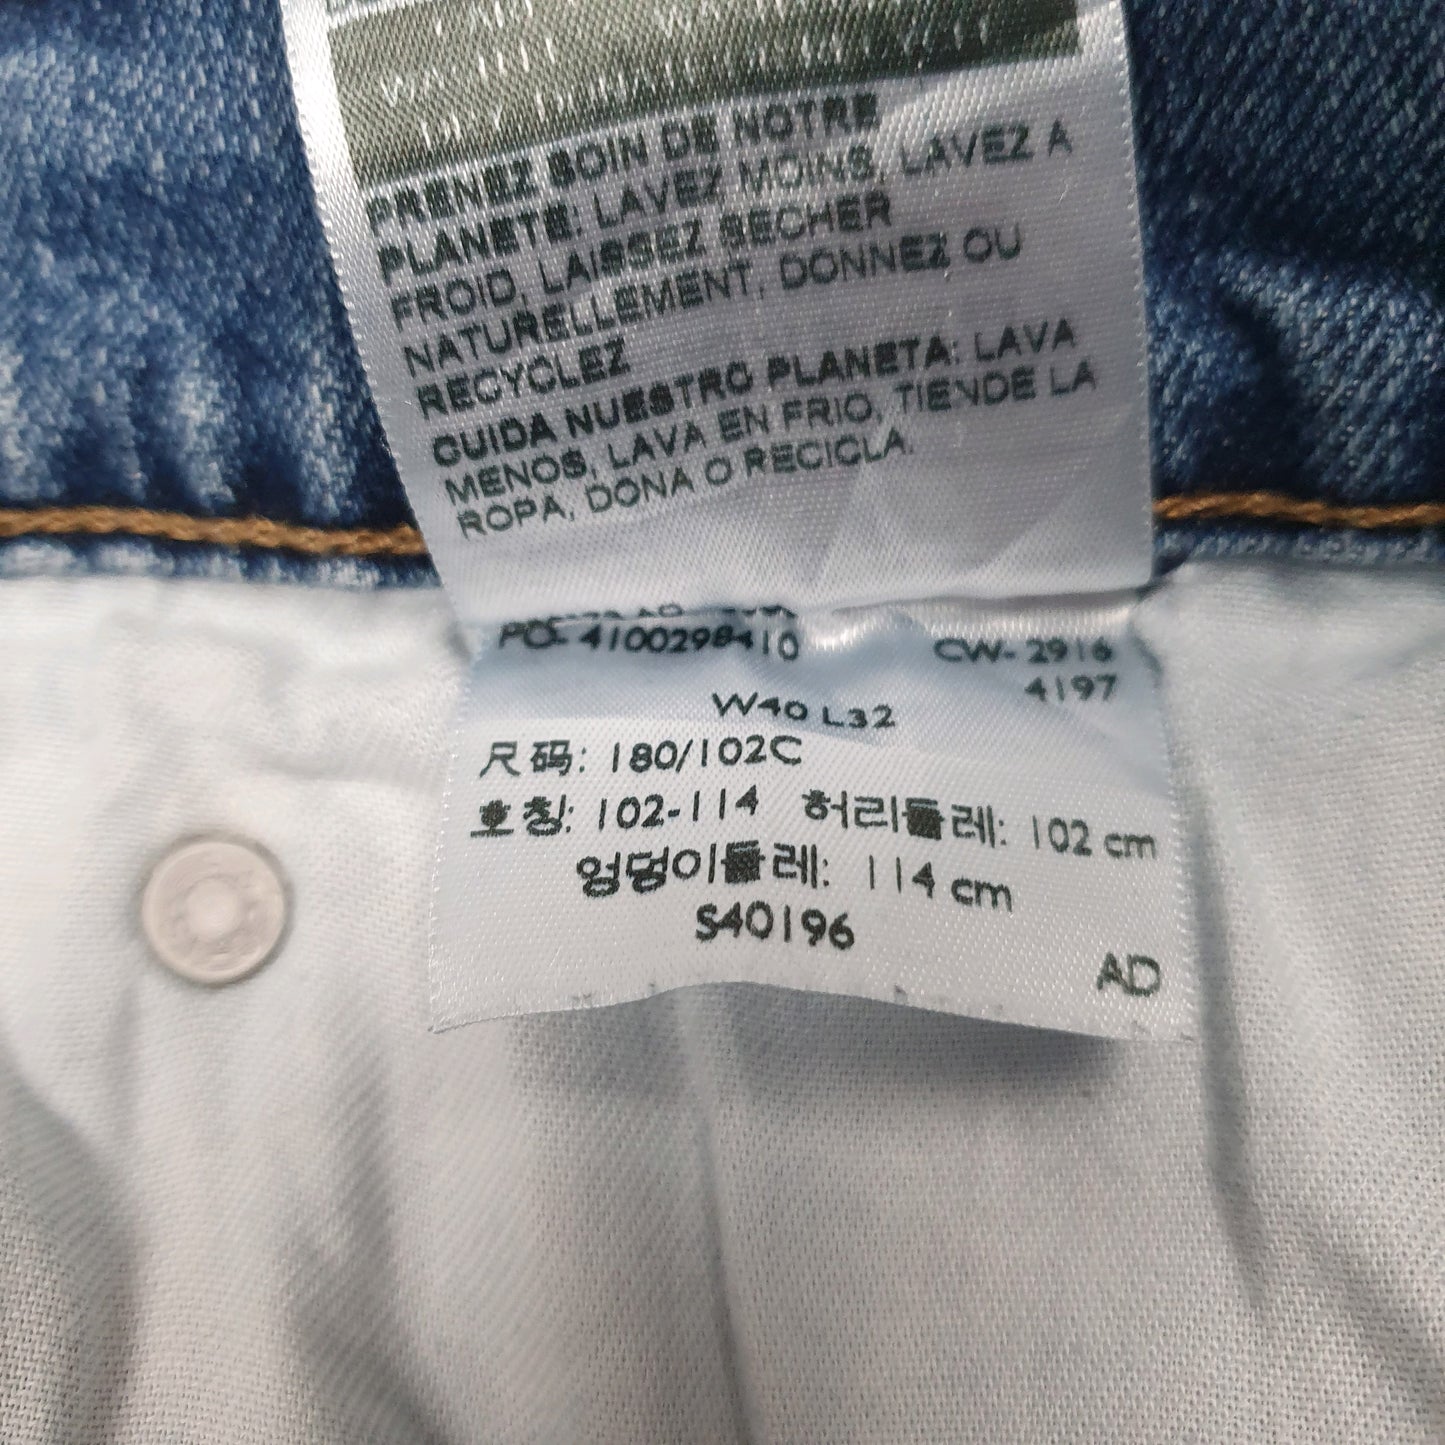 PRENEZ SOIN DE NOTRE
PLANETE: LAVEZ MOINS, LAVEZ A
FROID, LAISSEZ SECHER
NATURELLEMENT, DONNEZ OU
RECYCLEZ
CUIDA NUESTRO PLANETA: LAVA
MENOS, LAVA EN FRIO, TIENDE LA
ROPA, DONA O RECICLA.
PO- 4100298410 CW- 2916
4197
W40 L32
尺码: 180/102C
호칭: 102-114 허리둘레: 102 cm
엉덩이둘레: 114 cm
S40196
AD